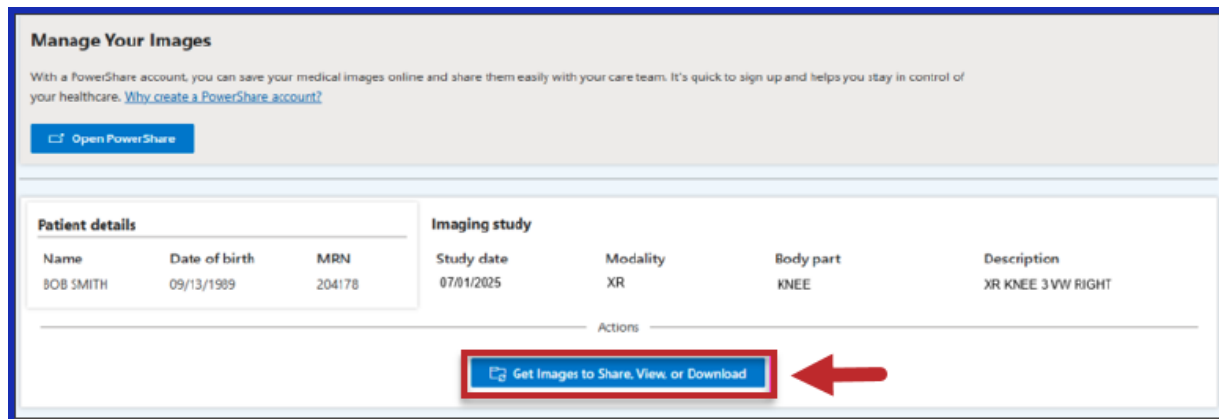 Manage Your Images
With a PowerShare account, you can save your medical images online and share them easily with your care team. It's quick to sign up and helps you stay in control of
your healthcare. Why create a PowerShare account?
Open PowerShare
Patient details
Name Date of birth MRN
BOB SMITH 09/13/1989 204178
Imaging study
Study date Modality Body part Description
07/01/2025 XR KNEE XR KNEE 3 VW RIGHT
Actions
Get Images to Share, View, or Download